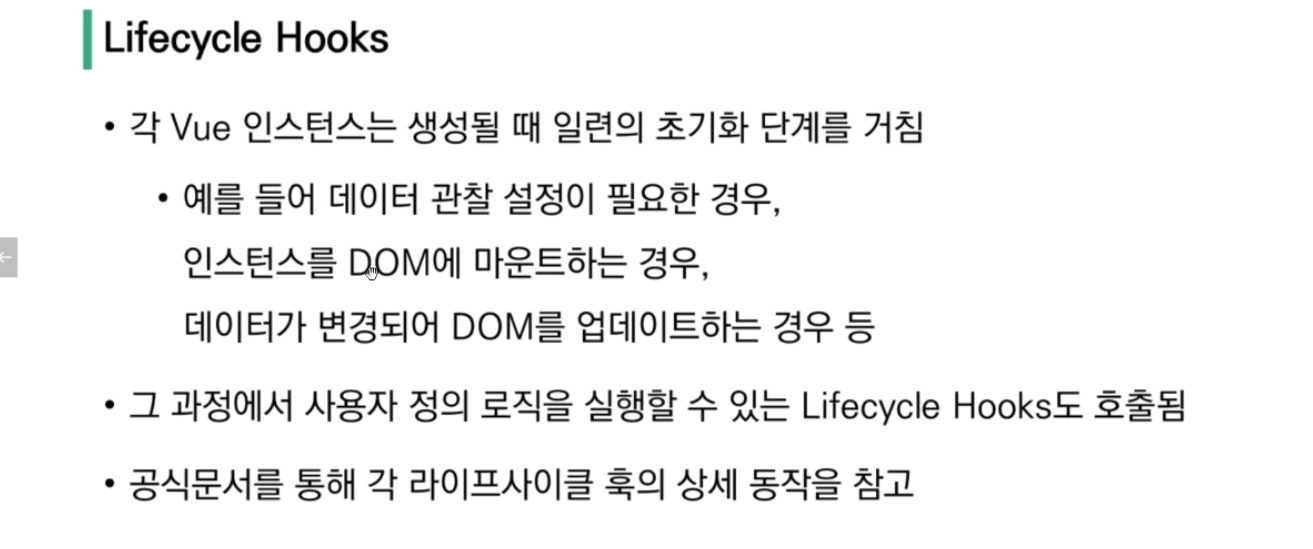 Lifecycle Hooks
• 각 Vue 인스턴스는 생성될 때 일련의 초기화 단계를 거침
• 예를 들어 데이터 관찰 설정이 필요한 경우,
인스턴스를 DOM에 마운트하는 경우,
데이터가 변경되어 DOM를 업데이트하는 경우 등
• 그 과정에서 사용자 정의 로직을 실행할 수 있는 Lifecycle Hooks도 호출됨
• 공식문서를 통해 각 라이프사이클 훅의 상세 동작을 참고